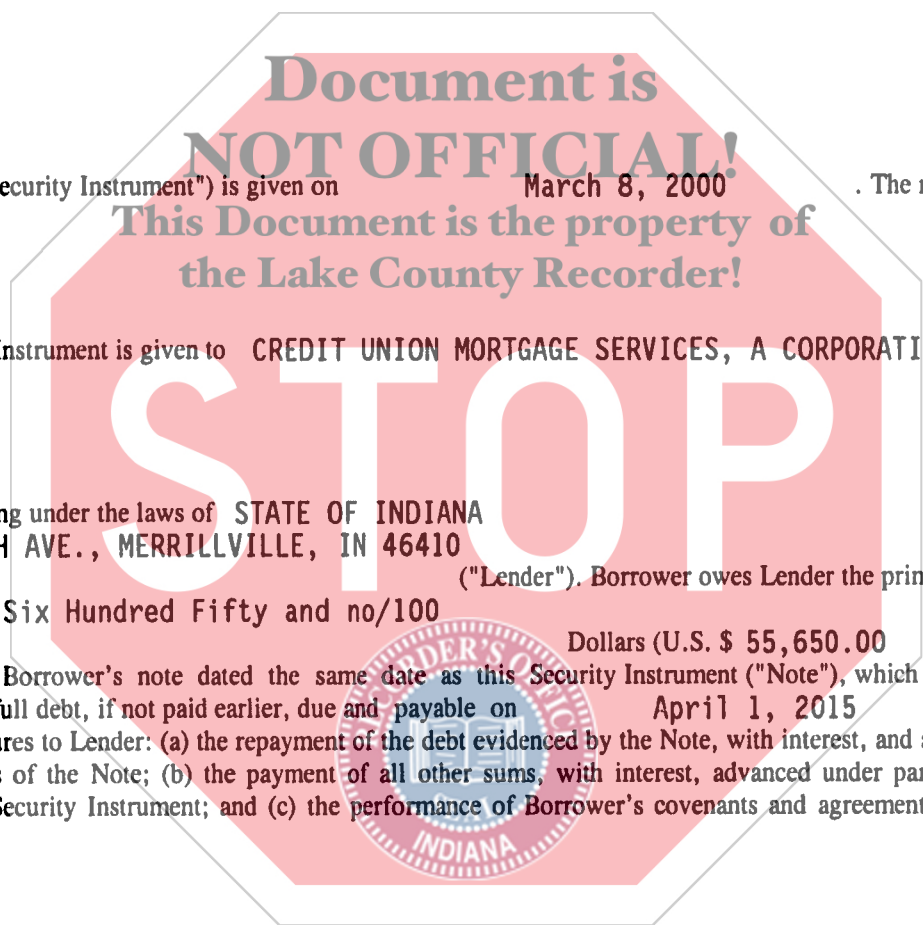 Document is
NOT OFFICIAL!
ecurity Instrument") is given on March 8, 2000 . The
This Document is the property of
the Lake County Recorder!
Instrument is given to CREDIT UNION MORTGAGE SERVICES, A CORPORATI
STOP
ng under the laws of STATE OF INDIANA
H AVE., MERRILLVILLE, IN 46410
("Lender"). Borrower owes Lender the prin
Six Hundred Fifty and no/100
Dollars (U.S. $ 55,650.00
Borrower's note dated the same date as this Security Instrument ("Note"), which
full debt, if not paid earlier, due and payable on April 1, 2015
res to Lender: (a) the repayment of the debt evidenced by the Note, with interest, and
of the Note; (b) the payment of all other sums, with interest, advanced under par
Security Instrument; and (c) the performance of Borrower's covenants and agreement
RECORDER'S OFFICE
INDIANA